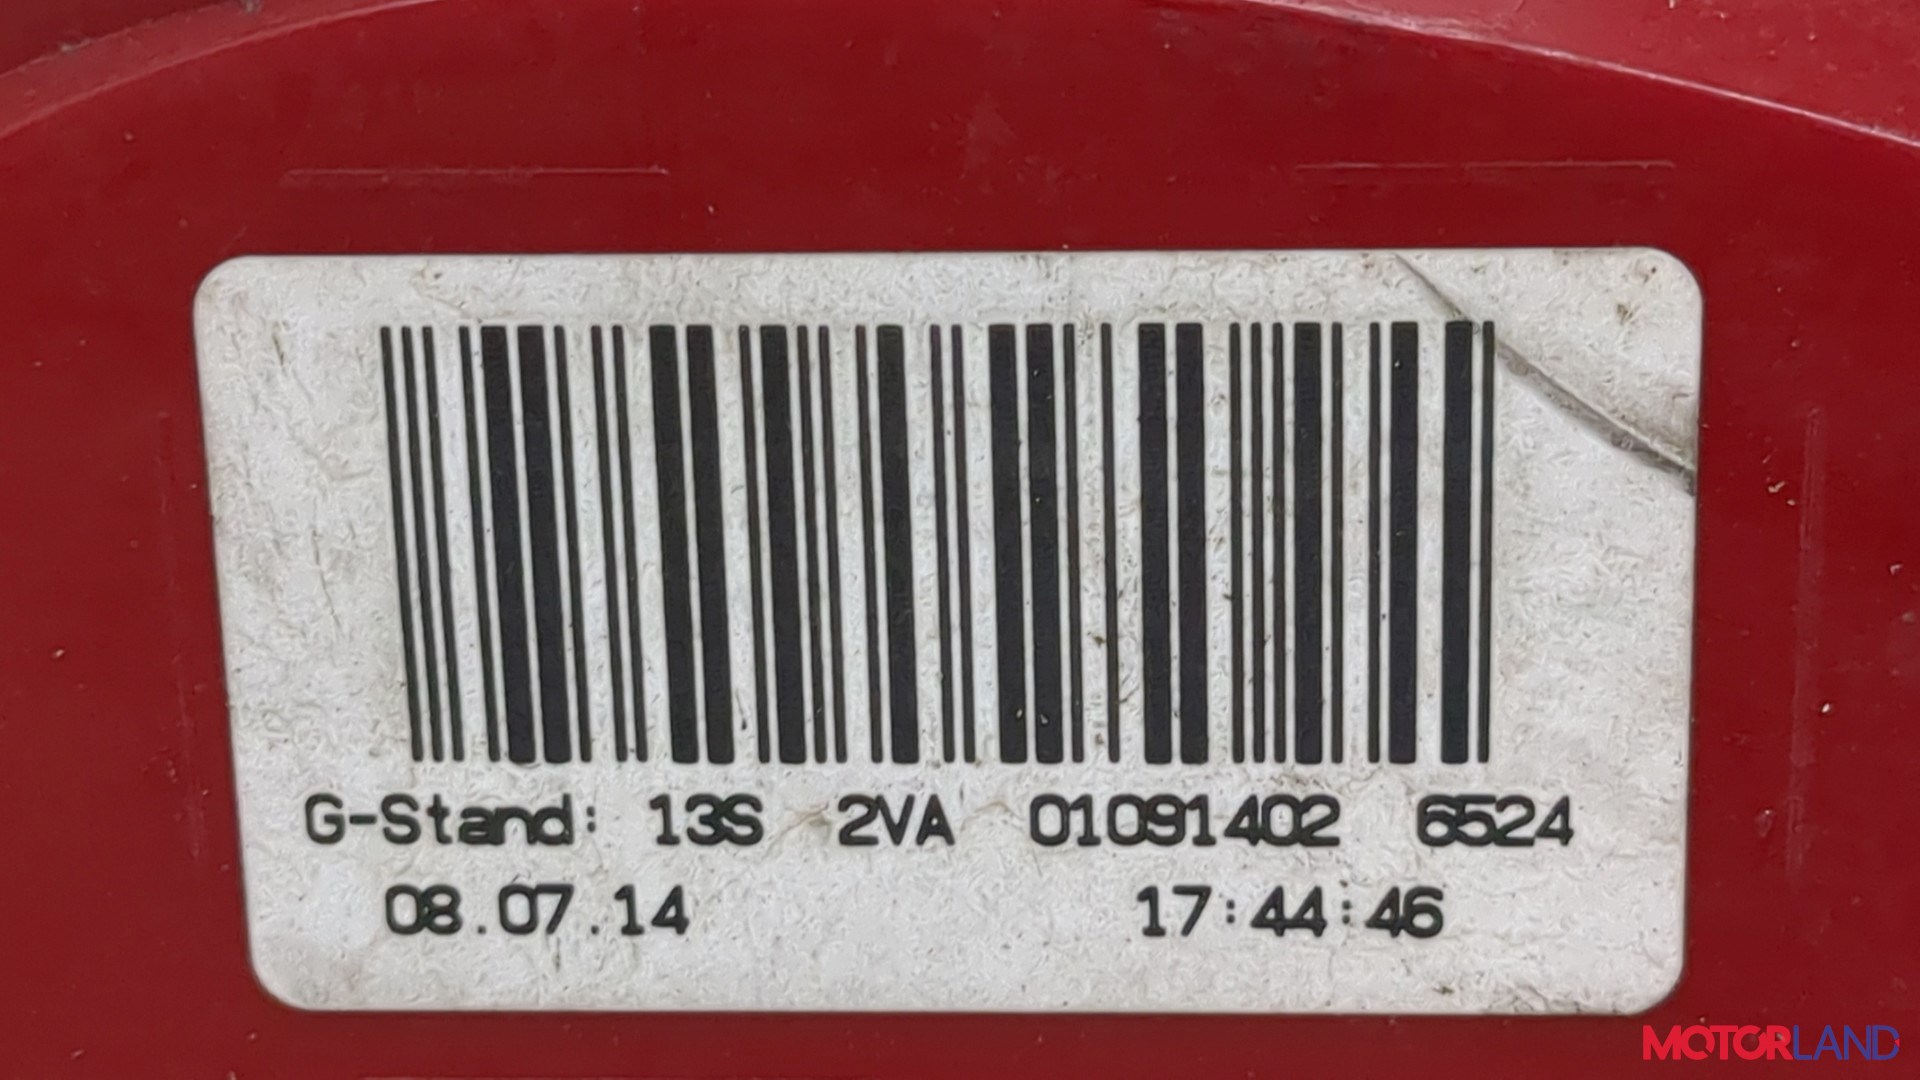 G-Stand: 13S 2VA 01091402 6524
08.07.14 17:44:46
MOTORLAND